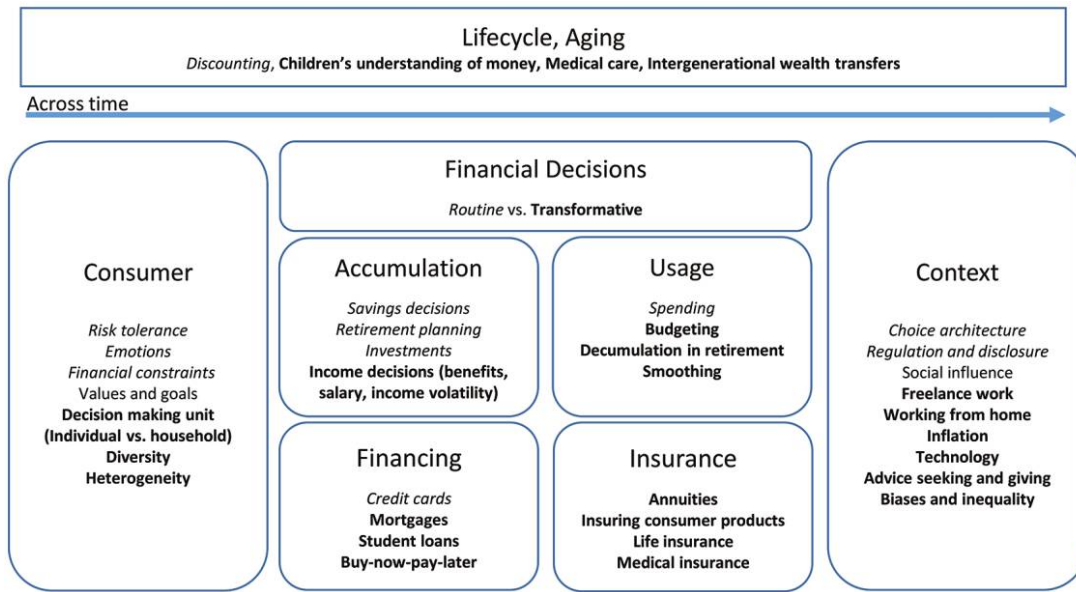 Lifecycle, Aging
Discounting, Children’s understanding of money, Medical care, Intergenerational wealth transfers
Across time
Consumer
Risk tolerance
Emotions
Financial constraints
Values and goals
Decision making unit
(Individual vs. household)
Diversity
Heterogeneity
Financial Decisions
Routine vs. Transformative
Accumulation
Savings decisions
Retirement planning
Investments
Income decisions (benefits,
salary, income volatility)
Usage
Spending
Budgeting
Decumulation in retirement
Smoothing
Financing
Credit cards
Mortgages
Student loans
Buy-now-pay-later
Insurance
Annuities
Insuring consumer products
Life insurance
Medical insurance
Context
Choice architecture
Regulation and disclosure
Social influence
Freelance work
Working from home
Inflation
Technology
Advice seeking and giving
Biases and inequality